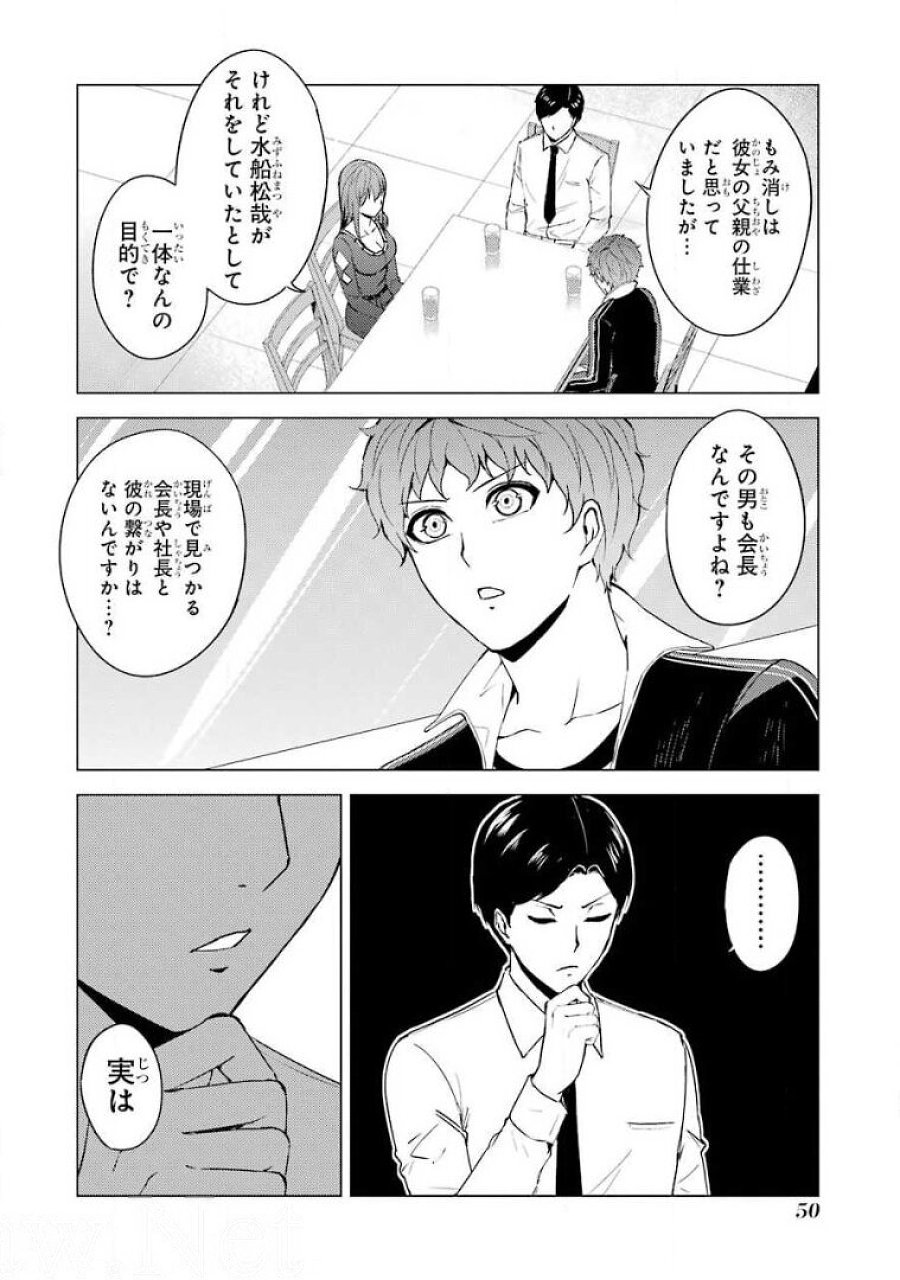 もみ消しは
彼女の父親の仕業
だと思って
いましたが…
けれど水船松哉が
それをしていたとして
一体なんの
目的で？
その男も会長
なんですよね？
現場で見つかる
会長や社長と
彼の繋がりは
ないんですか…？
…………
実は
50
twi.Net